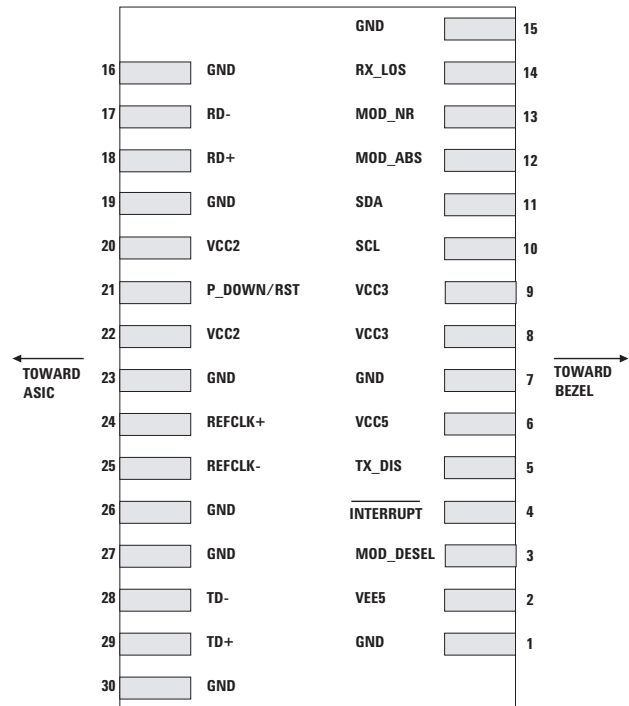 GND 15
16 GND RX_LOS 14
17 RD- MOD_NR 13
18 RD+ MOD_ABS 12
19 GND SDA 11
20 VCC2 SCL 10
21 P_DOWN/RST VCC3 9
22 VCC2 VCC3 8
TOWARD ASIC
23 GND GND 7
TOWARD BEZEL
24 REFCLK+ VCC5 6
25 REFCLK- TX_DIS 5
26 GND INTERRUPT 4
27 GND MOD_DESEL 3
28 TD- VEE5 2
29 TD+ GND 1
30 GND